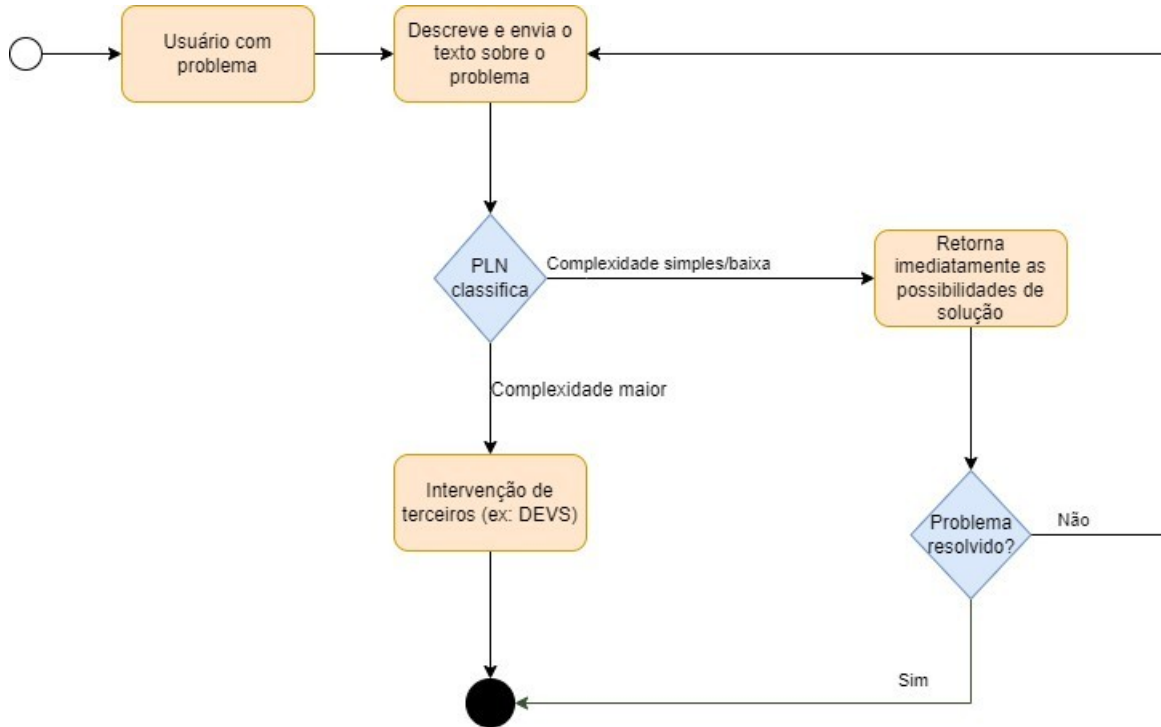 Usuário com
problema
Descreve e envia o
texto sobre o
problema
PLN
classifica
Complexidade simples/baixa
Retorna
imediatamente as
possibilidades de
solução
Complexidade maior
Intervenção de
terceiros (ex: DEVS)
Problema
resolvido?
Não
Sim